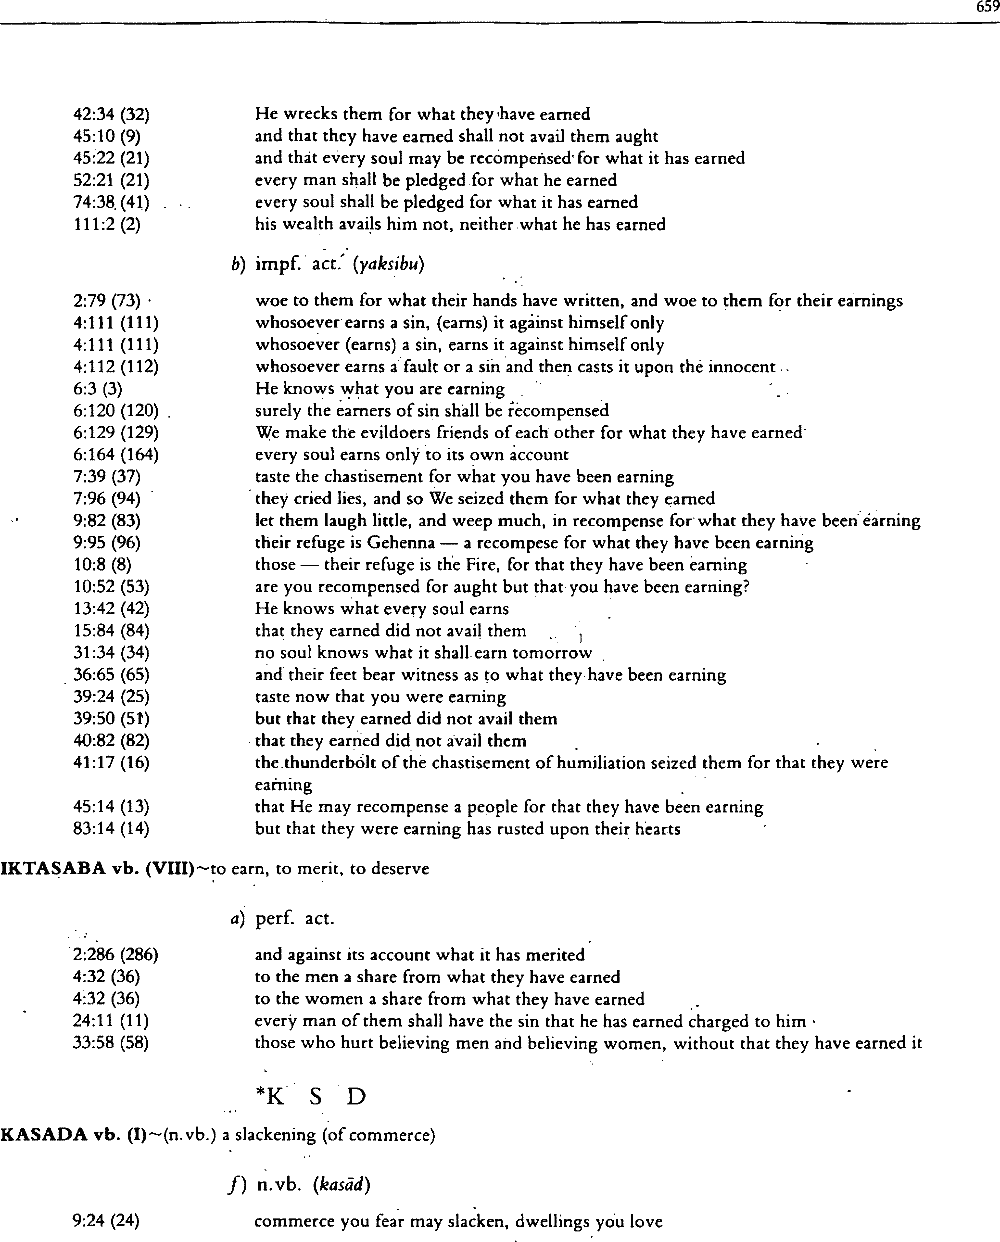 659
42:34 (32) He wrecks them for what they have earned
45:10 (9) and that they have earned shall not avail them aught
45:22 (21) and that every soul may be recompensed for what it has earned
52:21 (21) every man shall be pledged for what he earned
74:38 (41) every soul shall be pledged for what it has earned
111:2 (2) his wealth avails him not, neither what he has earned
b) impf. act. (yaksibu)
2:79 (73) woe to them for what their hands have written, and woe to them for their earnings
4:111 (111) whosoever earns a sin, (earns) it against himself only
4:111 (111) whosoever (earns) a sin, earns it against himself only
4:112 (112) whosoever earns a fault or a sin and then casts it upon the innocent
6:3 (3) He knows what you are earning
6:120 (120) surely the earners of sin shall be recompensed
6:129 (129) We make the evildoers friends of each other for what they have earned
6:164 (164) every soul earns only to its own account
7:39 (37) taste the chastisement for what you have been earning
7:96 (94) they cried lies, and so We seized them for what they earned
9:82 (83) let them laugh little, and weep much, in recompense for what they have been earning
9:95 (96) their refuge is Gehenna — a recompese for what they have been earning
10:8 (8) those — their refuge is the Fire, for that they have been earning
10:52 (53) are you recompensed for aught but that you have been earning?
13:42 (42) He knows what every soul earns
15:84 (84) that they earned did not avail them
31:34 (34) no soul knows what it shall earn tomorrow
36:65 (65) and their feet bear witness as to what they have been earning
39:24 (25) taste now that you were earning
39:50 (51) but that they earned did not avail them
40:82 (82) that they earned did not avail them
41:17 (16) the thunderbolt of the chastisement of humiliation seized them for that they were
earning
45:14 (13) that He may recompense a people for that they have been earning
83:14 (14) but that they were earning has rusted upon their hearts
IKTASABA vb. (VIII)~to earn, to merit, to deserve
a) perf. act.
2:286 (286) and against its account what it has merited
4:32 (36) to the men a share from what they have earned
4:32 (36) to the women a share from what they have earned
24:11 (11) every man of them shall have the sin that he has earned charged to him
33:58 (58) those who hurt believing men and believing women, without that they have earned it
*K S D
KASADA vb. (I)~(n.vb.) a slackening (of commerce)
f) n.vb. (kasād)
9:24 (24) commerce you fear may slacken, dwellings you love